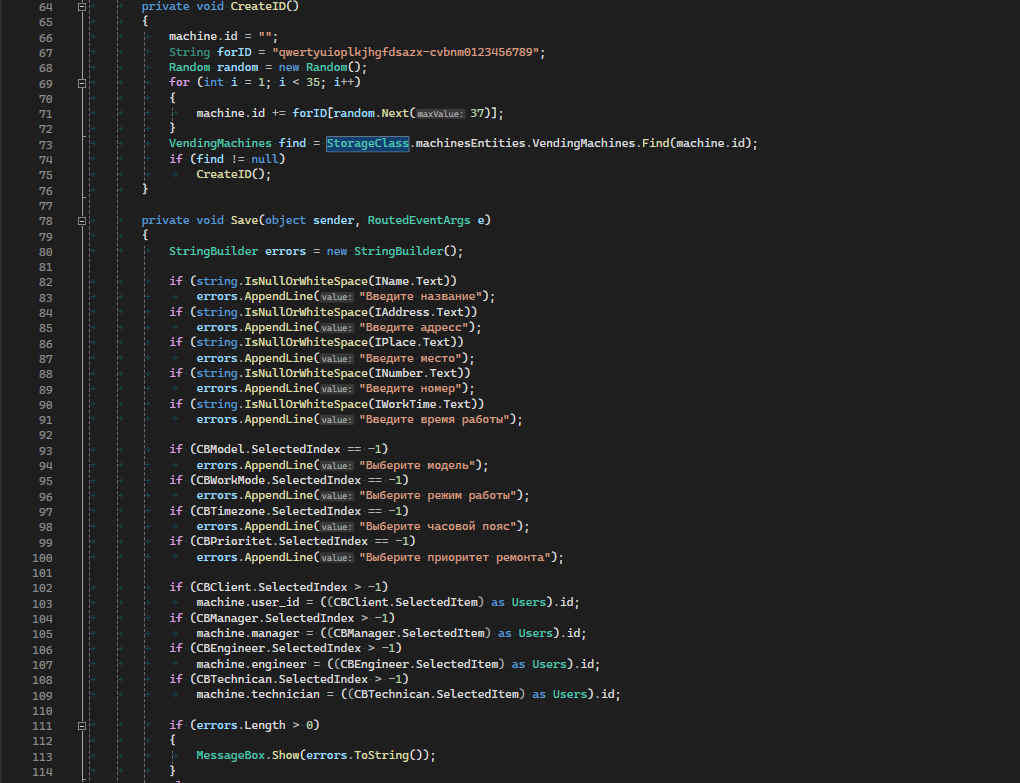 64 private void CreateID()
65 {
66 machine.id = "";
67 String forID = "qwertyuioplkjhgfdsazx-cvbnm0123456789";
68 Random random = new Random();
69 for (int i = 1; i < 35; i++)
70 {
71 machine.id += forID[random.Next(maxValue: 37)];
72 }
73 VendingMachines find = StorageClass.machinesEntities.VendingMachines.Find(machine.id);
74 if (find != null)
75 CreateID();
76 }
77
78 private void Save(object sender, RoutedEventArgs e)
79 {
80 StringBuilder errors = new StringBuilder();
81
82 if (string.IsNullOrWhiteSpace(IName.Text))
83 errors.AppendLine(value: "Введите название");
84 if (string.IsNullOrWhiteSpace(IAddress.Text))
85 errors.AppendLine(value: "Введите адресс");
86 if (string.IsNullOrWhiteSpace(IPlace.Text))
87 errors.AppendLine(value: "Введите место");
88 if (string.IsNullOrWhiteSpace(INumber.Text))
89 errors.AppendLine(value: "Введите номер");
90 if (string.IsNullOrWhiteSpace(IWorkTime.Text))
91 errors.AppendLine(value: "Введите время работы");
92
93 if (CBModel.SelectedIndex == -1)
94 errors.AppendLine(value: "Выберите модель");
95 if (CBWorkMode.SelectedIndex == -1)
96 errors.AppendLine(value: "Выберите режим работы");
97 if (CBTimezone.SelectedIndex == -1)
98 errors.AppendLine(value: "Выберите часовой пояс");
99 if (CBPrioritet.SelectedIndex == -1)
100 errors.AppendLine(value: "Выберите приоритет ремонта");
101
102 if (CBClient.SelectedIndex > -1)
103 machine.user_id = ((CBClient.SelectedItem) as Users).id;
104 if (CBManager.SelectedIndex > -1)
105 machine.manager = ((CBManager.SelectedItem) as Users).id;
106 if (CBEngineer.SelectedIndex > -1)
107 machine.engineer = ((CBEngineer.SelectedItem) as Users).id;
108 if (CBTechnican.SelectedIndex > -1)
109 machine.technician = ((CBTechnican.SelectedItem) as Users).id;
110
111 if (errors.Length > 0)
112 {
113 MessageBox.Show(errors.ToString());
114 }